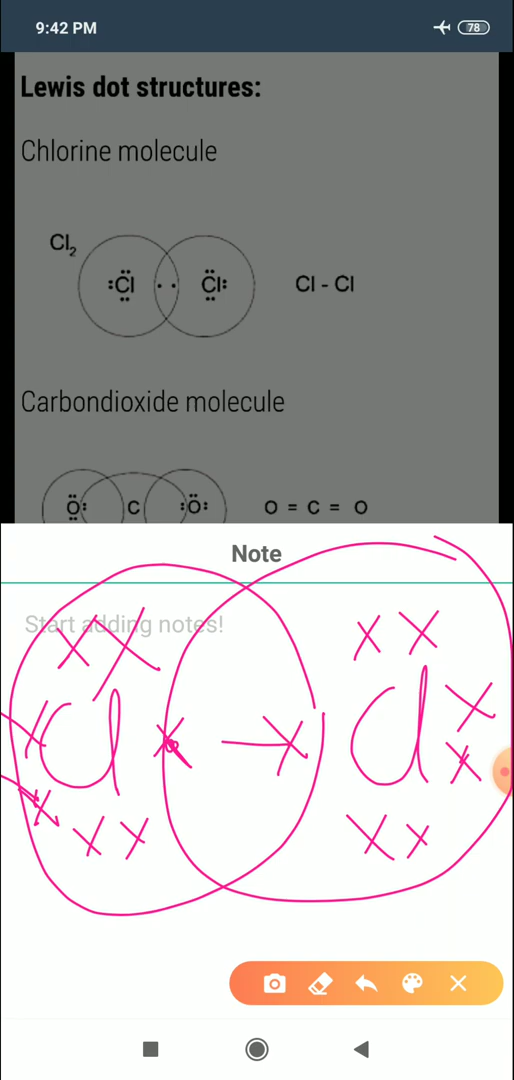 9:42 PM 78
Lewis dot structures:
Chlorine molecule
Cl₂ :Cl · · Cl: Cl - Cl
Carbondioxide molecule
O: C :O: O = C = O
Note
Start adding notes!
x x x x
x Cl x x Cl x
x x
x x x x